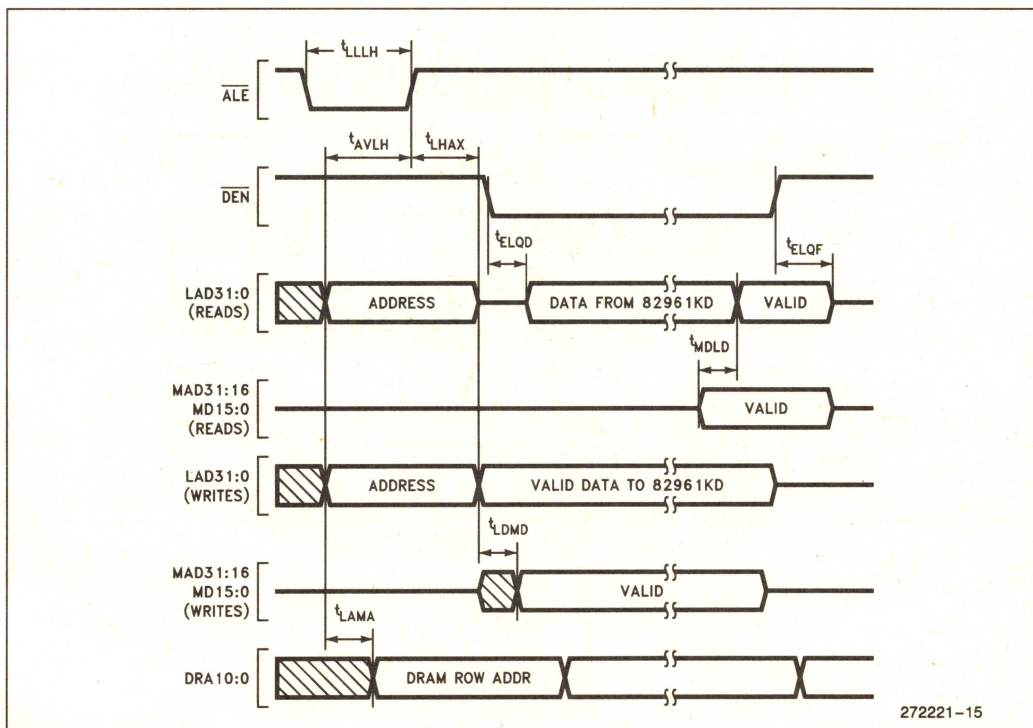 tLLLH
ALE
tAVLH
tLHAX
DEN
tELQD
tELQF
LAD31:0
(READS)
ADDRESS
DATA FROM 82961KD
VALID
tMDLD
MAD31:16
MD15:0
(READS)
VALID
LAD31:0
(WRITES)
ADDRESS
VALID DATA TO 82961KD
tLDMD
MAD31:16
MD15:0
(WRITES)
VALID
tLAMA
DRA10:0
DRAM ROW ADDR
272221-15